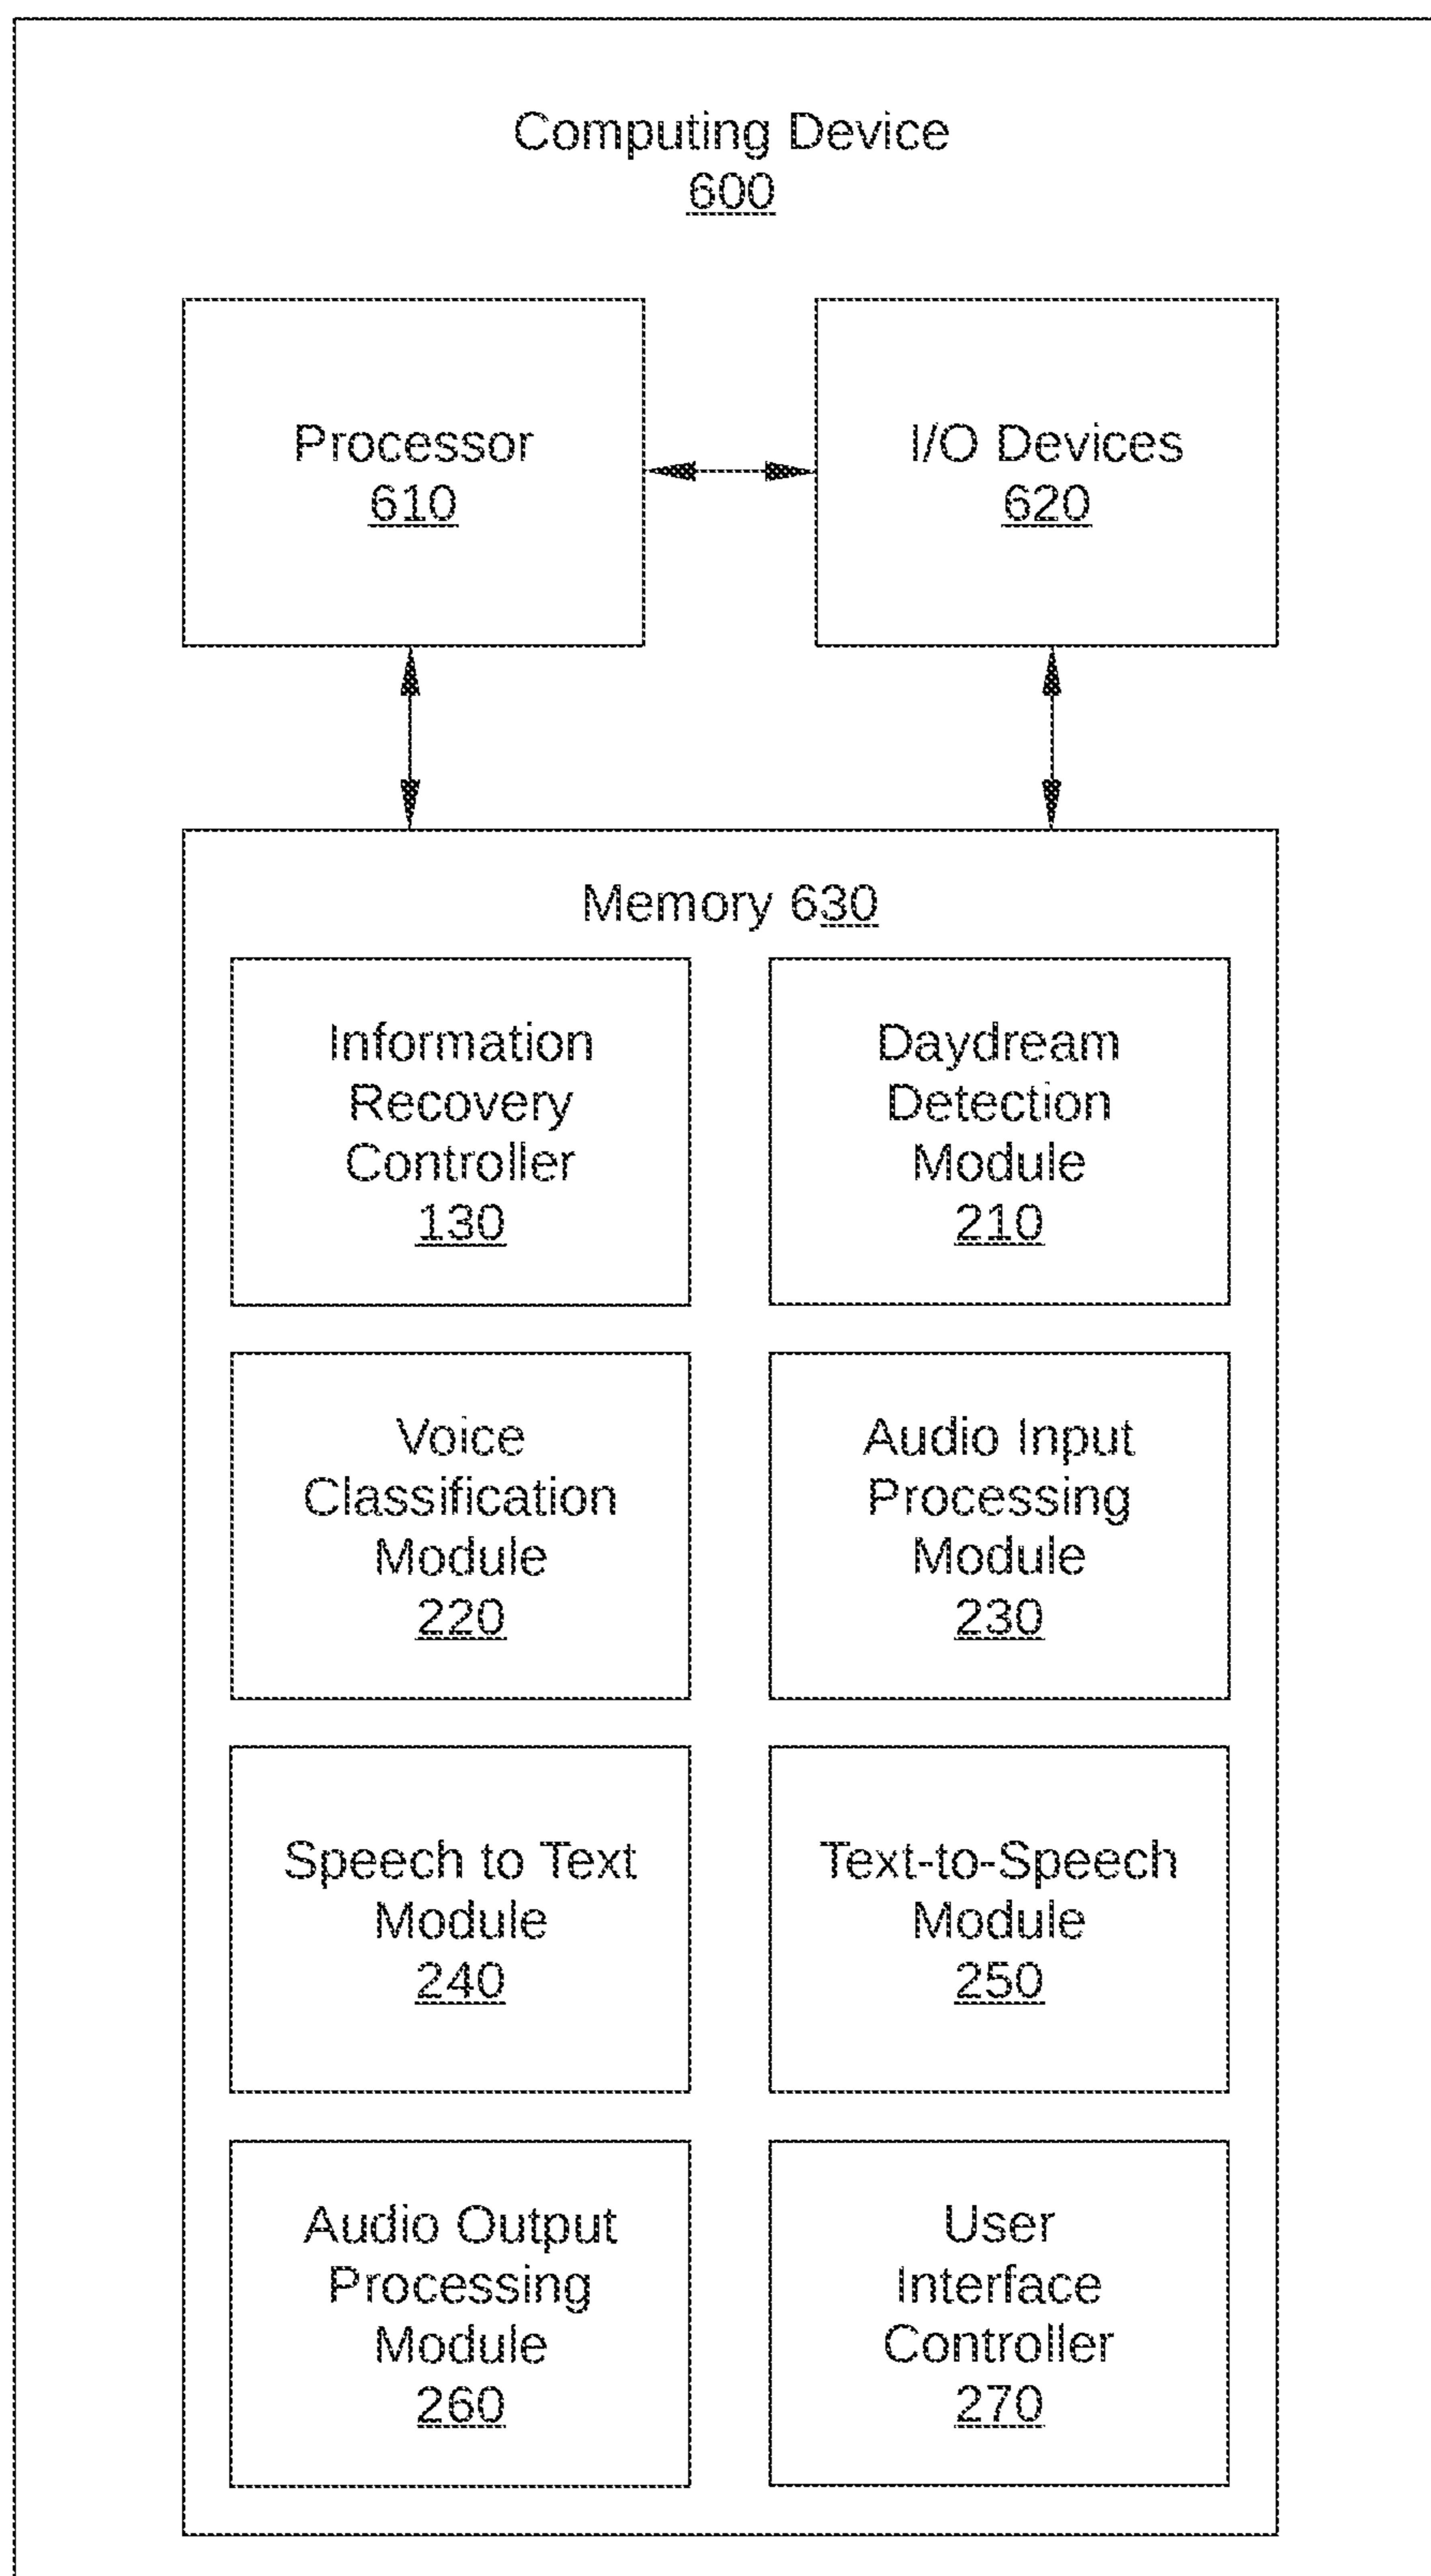 Computing Device
600
Processor
610
I/O Devices
620
Memory 630
Information
Recovery
Controller
130
Daydream
Detection
Module
210
Voice
Classification
Module
220
Audio Input
Processing
Module
230
Speech to Text
Module
240
Text-to-Speech
Module
250
Audio Output
Processing
Module
260
User
Interface
Controller
270